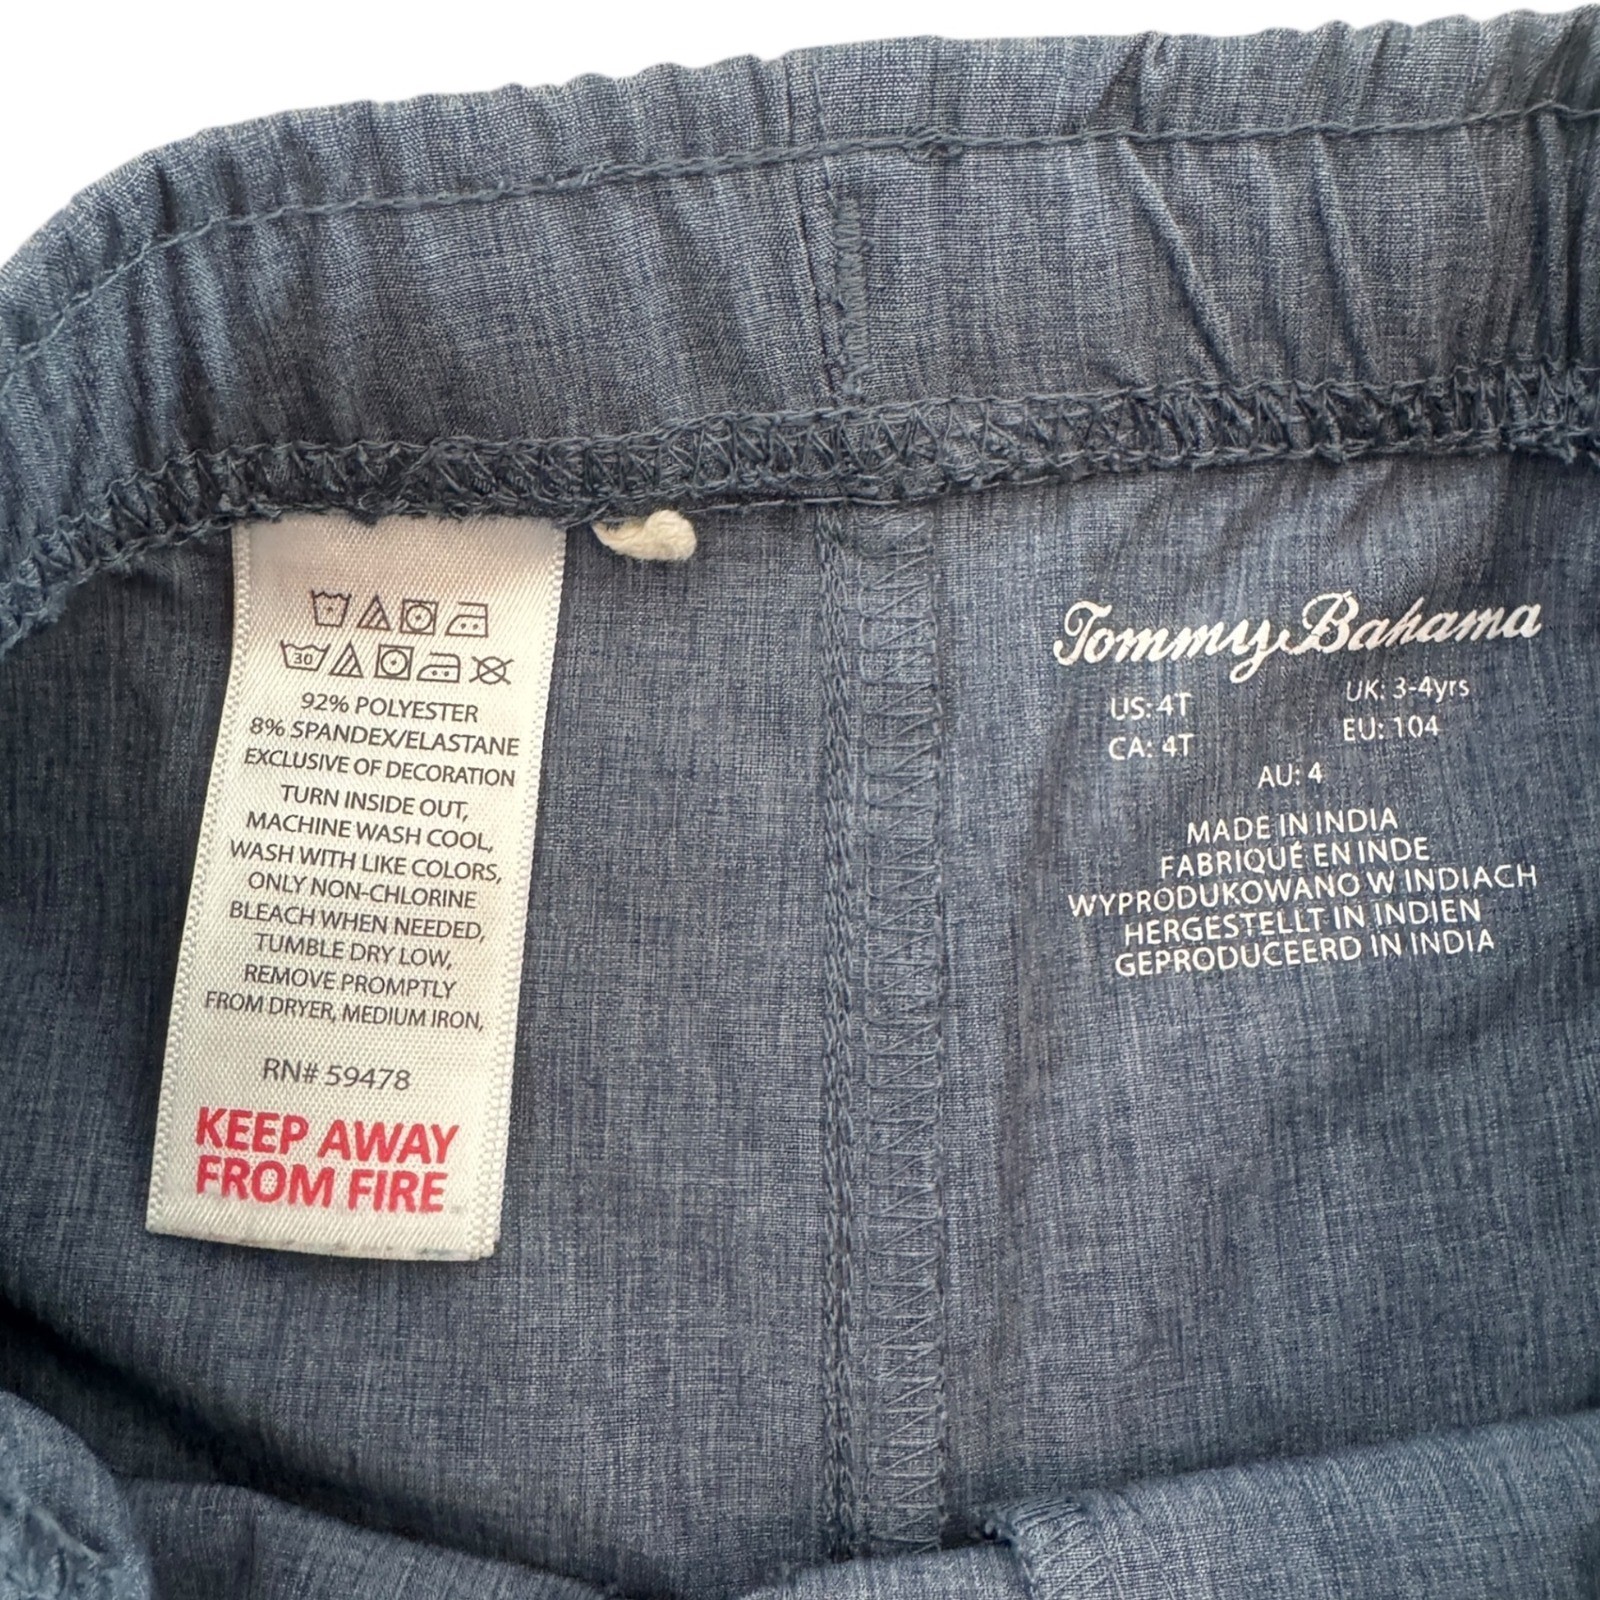 30
92% POLYESTER
8% SPANDEX/ELASTANE
EXCLUSIVE OF DECORATION
TURN INSIDE OUT,
MACHINE WASH COOL,
WASH WITH LIKE COLORS,
ONLY NON-CHLORINE
BLEACH WHEN NEEDED,
TUMBLE DRY LOW,
REMOVE PROMPTLY
FROM DRYER, MEDIUM IRON,
RN# 59478
KEEP AWAY
FROM FIRE
Tommy Bahama
US: 4T UK: 3-4yrs
CA: 4T EU: 104
AU: 4
MADE IN INDIA
FABRIQUÉ EN INDE
WYPRODUKOWANO W INDIACH
HERGESTELLT IN INDIEN
GEPRODUCEERD IN INDIA